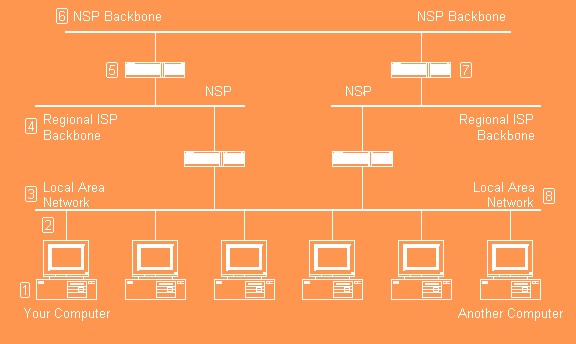 6 NSP Backbone NSP Backbone
5 7
NSP NSP
4 Regional ISP Backbone
Regional ISP Backbone
3 Local Area Network
Local Area Network 8
2
1
Your Computer Another Computer